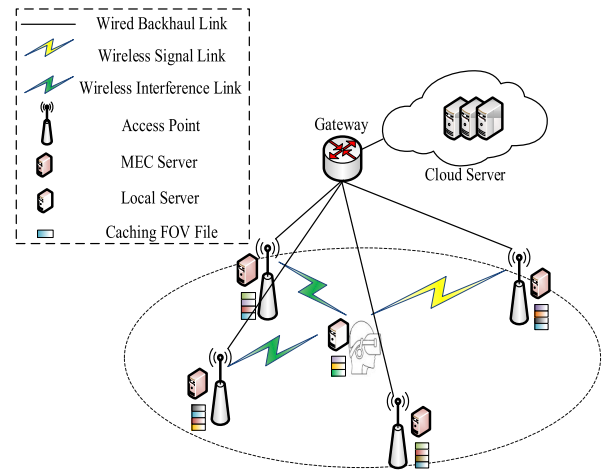 Wired Backhaul Link
Wireless Signal Link
Wireless Interference Link
Access Point
MEC Server
Local Server
Caching FOV File
Gateway
Cloud Server